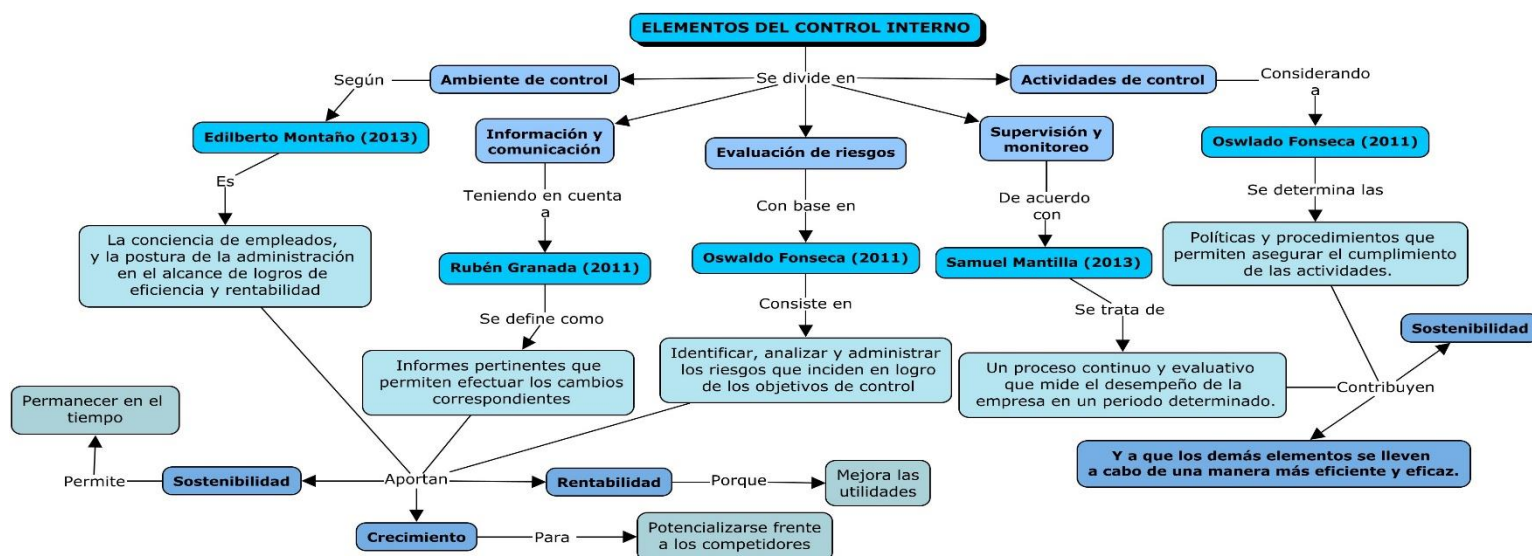 ELEMENTOS DEL CONTROL INTERNO
Según
Ambiente de control
Se divide en
Actividades de control
Considerando
a
Edilberto Montaño (2013)
Información y
comunicación
Evaluación de riesgos
Supervisión y
monitoreo
Oswlado Fonseca (2011)
Es
Teniendo en cuenta
a
Con base en
De acuerdo
con
Se determina las
La conciencia de empleados,
y la postura de la administración
en el alcance de logros de
eficiencia y rentabilidad
Rubén Granada (2011)
Oswaldo Fonseca (2011)
Samuel Mantilla (2013)
Políticas y procedimientos que
permiten asegurar el cumplimiento
de las actividades.
Se define como
Consiste en
Se trata de
Sostenibilidad
Informes pertinentes que
permiten efectuar los cambios
correspondientes
Identificar, analizar y administrar
los riesgos que inciden en logro
de los objetivos de control
Un proceso continuo y evaluativo
que mide el desempeño de la
empresa en un periodo determinado.
Contribuyen
Permanecer en el
tiempo
Y a que los demás elementos se lleven
a cabo de una manera más eficiente y eficaz.
Permite
Sostenibilidad
Aportan
Rentabilidad
Porque
Mejora las
utilidades
Crecimiento
Para
Potencializarse frente
a los competidores